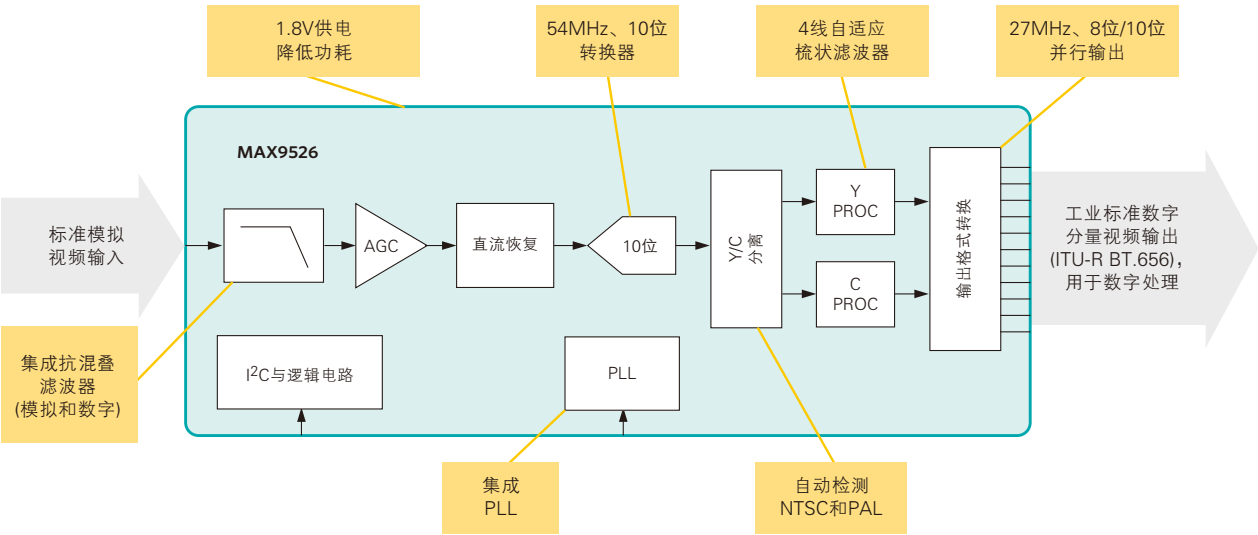 1.8V供电
降低功耗
54MHz、10位
转换器
4线自适应
梳状滤波器
27MHz、8位/10位
并行输出
MAX9526
标准模拟
视频输入
AGC
直流恢复
10位
Y/C
分离
Y
PROC
C
PROC
输出格式转换
工业标准数字
分量视频输出
(ITU-R BT.656)，
用于数字处理
集成抗混叠
滤波器
(模拟和数字)
I²C与逻辑电路
PLL
集成
PLL
自动检测
NTSC和PAL